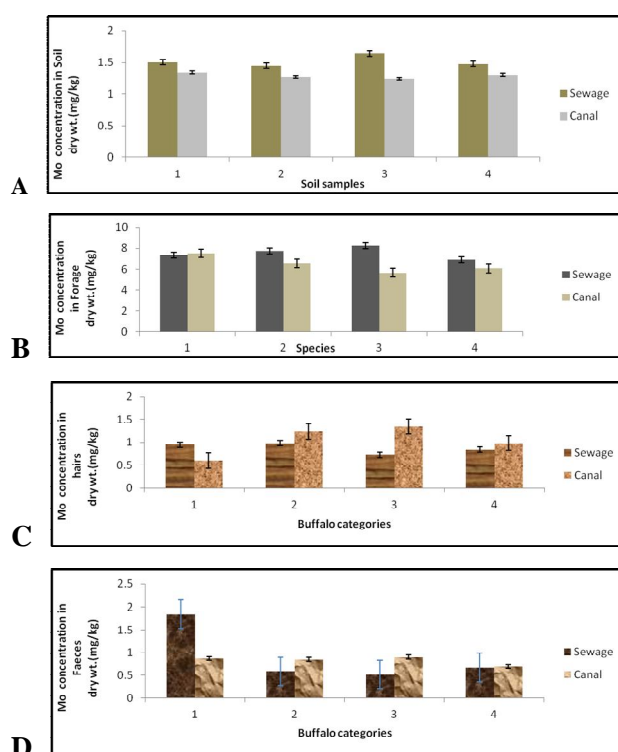 A
Mo concentration in Soil
dry wt.(mg/kg)
2
1.5
1
0.5
0
1 2 3 4
Soil samples
Sewage
Canal
B
Mo concentration
in Forage
dry wt.(mg/kg)
10
8
6
4
2
0
1 2 3 4
Species
Sewage
Canal
C
Mo concentration in
hairs
dry wt.(mg/kg)
2
1.5
1
0.5
0
1 2 3 4
Buffalo categories
Sewage
Canal
D
Mo concentration in
Faeces
dry wt.(mg/kg)
2.5
2
1.5
1
0.5
0
1 2 3 4
Buffalo categories
Sewage
Canal